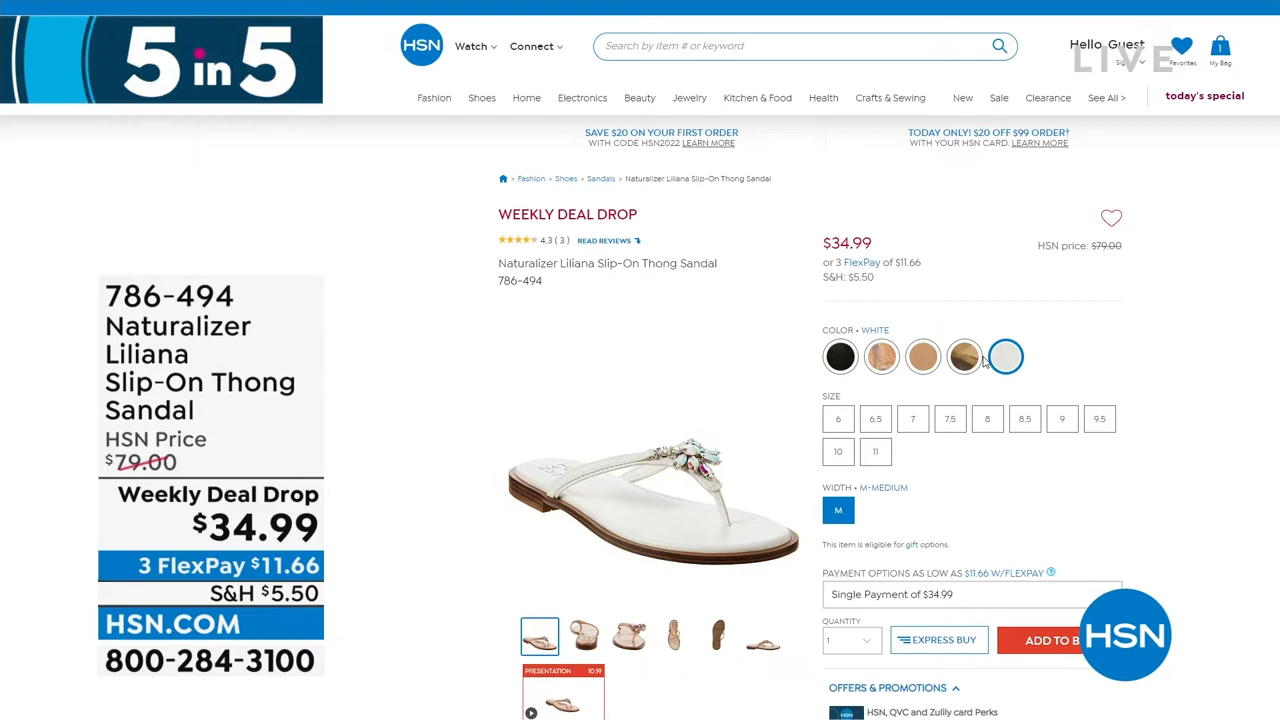 5 in 5
HSN
Watch
Connect
Search by item # or keyword
Hello, Guest
LIVE
Favorites
1
My Bag
Fashion
Shoes
Home
Electronics
Beauty
Jewelry
Kitchen & Food
Health
Crafts & Sewing
New
Sale
Clearance
See All >
today's special
SAVE $20 ON YOUR FIRST ORDER
WITH CODE HSN2022 LEARN MORE
TODAY ONLY! $20 OFF $99 ORDER†
WITH YOUR HSN CARD. LEARN MORE
> Fashion > Shoes > Sandals > Naturalizer Liliana Slip-On Thong Sandal
WEEKLY DEAL DROP
4.3 ( 3 ) READ REVIEWS
Naturalizer Liliana Slip-On Thong Sandal
786-494
$34.99
HSN price: $79.00
or 3 FlexPay of $11.66
S&H: $5.50
COLOR • WHITE
SIZE
6 6.5 7 7.5 8 8.5 9 9.5
10 11
WIDTH • M-MEDIUM
M
This item is eligible for gift options.
PAYMENT OPTIONS AS LOW AS $11.66 W/FLEXPAY ?
Single Payment of $34.99
QUANTITY
1
EXPRESS BUY
ADD TO B
HSN
OFFERS & PROMOTIONS
HSN
HSN, QVC and Zulily card Perks
PRESENTATION 10:19
786-494
Naturalizer
Liliana
Slip-On Thong
Sandal
HSN Price
$79.00
Weekly Deal Drop
$34.99
3 FlexPay $11.66
S&H $5.50
HSN.COM
800-284-3100